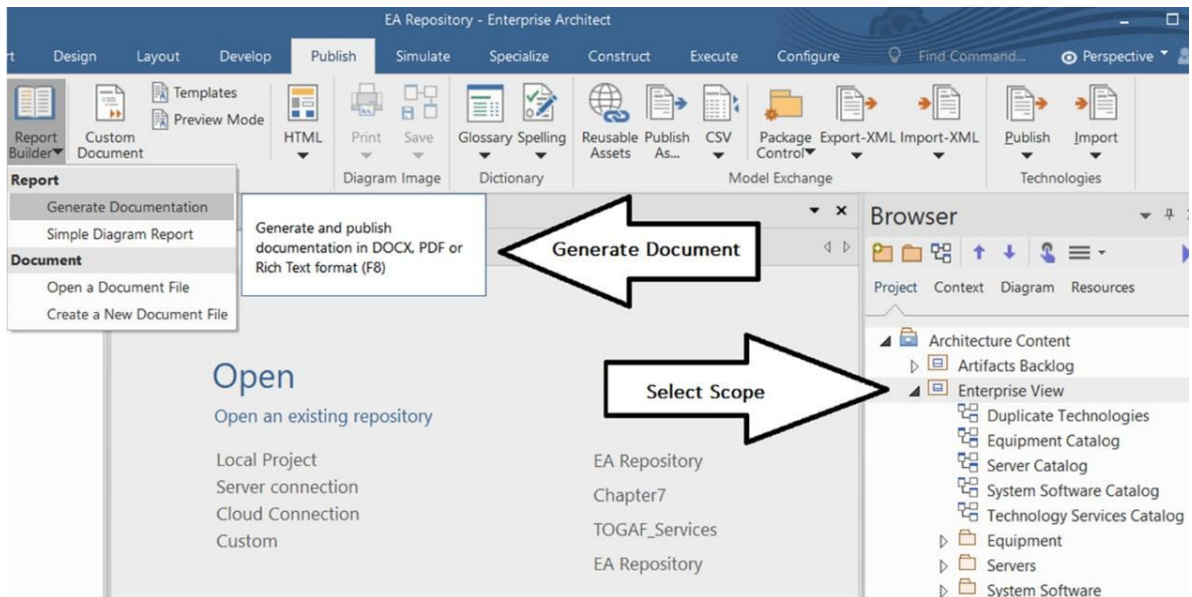 EA Repository - Enterprise Architect
Design Layout Develop Publish Simulate Specialize Construct Execute Configure Find Command... Perspective
Report Builder
Custom Document
Templates
Preview Mode
HTML
Print
Save
Glossary
Spelling
Reusable Assets
Publish As...
CSV
Package Control
Export-XML
Import-XML
Publish
Import
Diagram Image
Dictionary
Model Exchange
Technologies
Report
Generate Documentation
Simple Diagram Report
Document
Open a Document File
Create a New Document File
Generate and publish
documentation in DOCX, PDF or
Rich Text format (F8)
Generate Document
Select Scope
Open
Open an existing repository
Local Project
Server connection
Cloud Connection
Custom
EA Repository
Chapter7
TOGAF_Services
EA Repository
Browser
Project Context Diagram Resources
Architecture Content
Artifacts Backlog
Enterprise View
Duplicate Technologies
Equipment Catalog
Server Catalog
System Software Catalog
Technology Services Catalog
Equipment
Servers
System Software